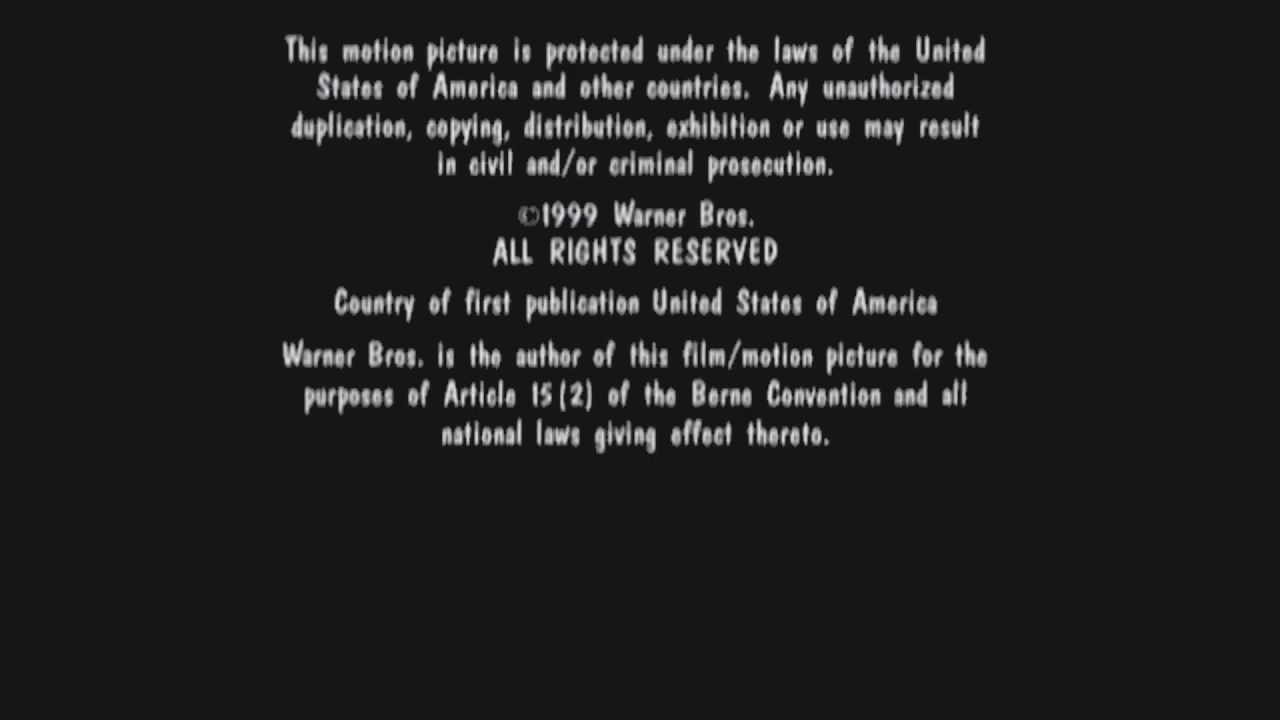 This motion picture is protected under the laws of the United
States of America and other countries. Any unauthorized
duplication, copying, distribution, exhibition or use may result
in civil and/or criminal prosecution.
©1999 Warner Bros.
ALL RIGHTS RESERVED
Country of first publication United States of America
Warner Bros. is the author of this film/motion picture for the
purposes of Article 15(2) of the Berne Convention and all
national laws giving effect thereto.